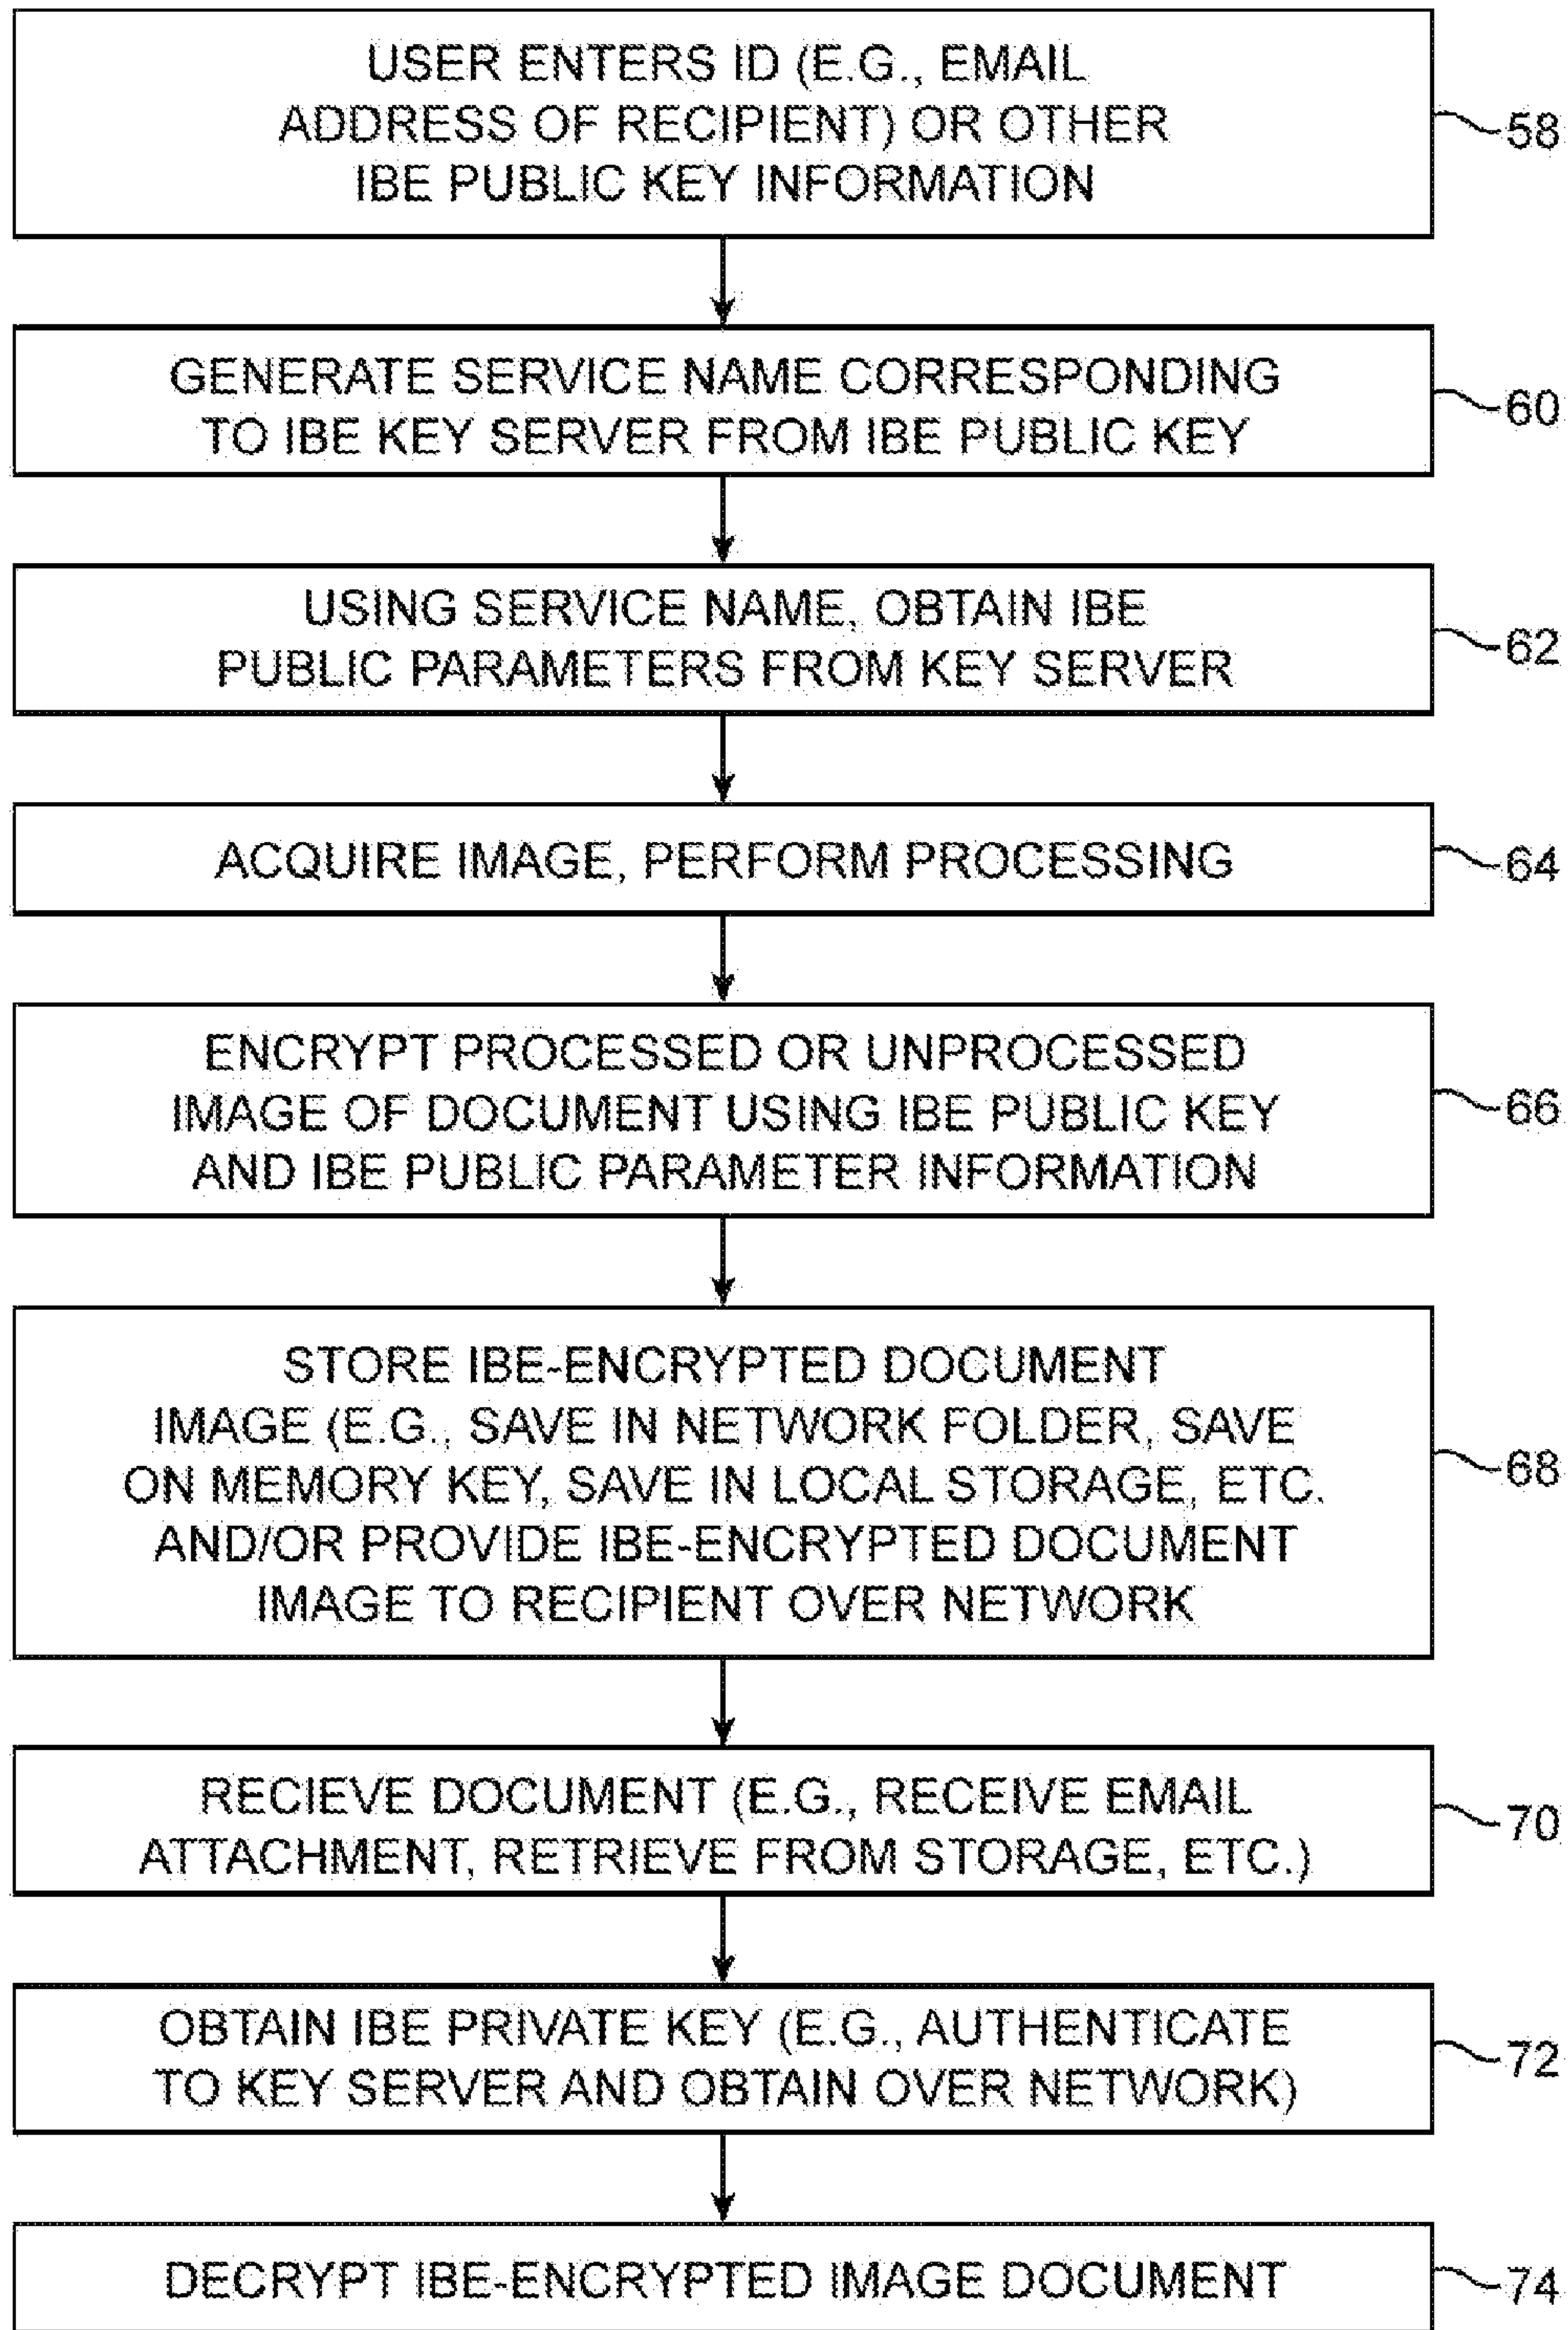 USER ENTERS ID (E.G., EMAIL
ADDRESS OF RECIPIENT) OR OTHER
IBE PUBLIC KEY INFORMATION
58
GENERATE SERVICE NAME CORRESPONDING
TO IBE KEY SERVER FROM IBE PUBLIC KEY
60
USING SERVICE NAME, OBTAIN IBE
PUBLIC PARAMETERS FROM KEY SERVER
62
ACQUIRE IMAGE, PERFORM PROCESSING
64
ENCRYPT PROCESSED OR UNPROCESSED
IMAGE OF DOCUMENT USING IBE PUBLIC KEY
AND IBE PUBLIC PARAMETER INFORMATION
66
STORE IBE-ENCRYPTED DOCUMENT
IMAGE (E.G., SAVE IN NETWORK FOLDER, SAVE
ON MEMORY KEY, SAVE IN LOCAL STORAGE, ETC.
AND/OR PROVIDE IBE-ENCRYPTED DOCUMENT
IMAGE TO RECIPIENT OVER NETWORK
68
RECIEVE DOCUMENT (E.G., RECEIVE EMAIL
ATTACHMENT, RETRIEVE FROM STORAGE, ETC.)
70
OBTAIN IBE PRIVATE KEY (E.G., AUTHENTICATE
TO KEY SERVER AND OBTAIN OVER NETWORK)
72
DECRYPT IBE-ENCRYPTED IMAGE DOCUMENT
74